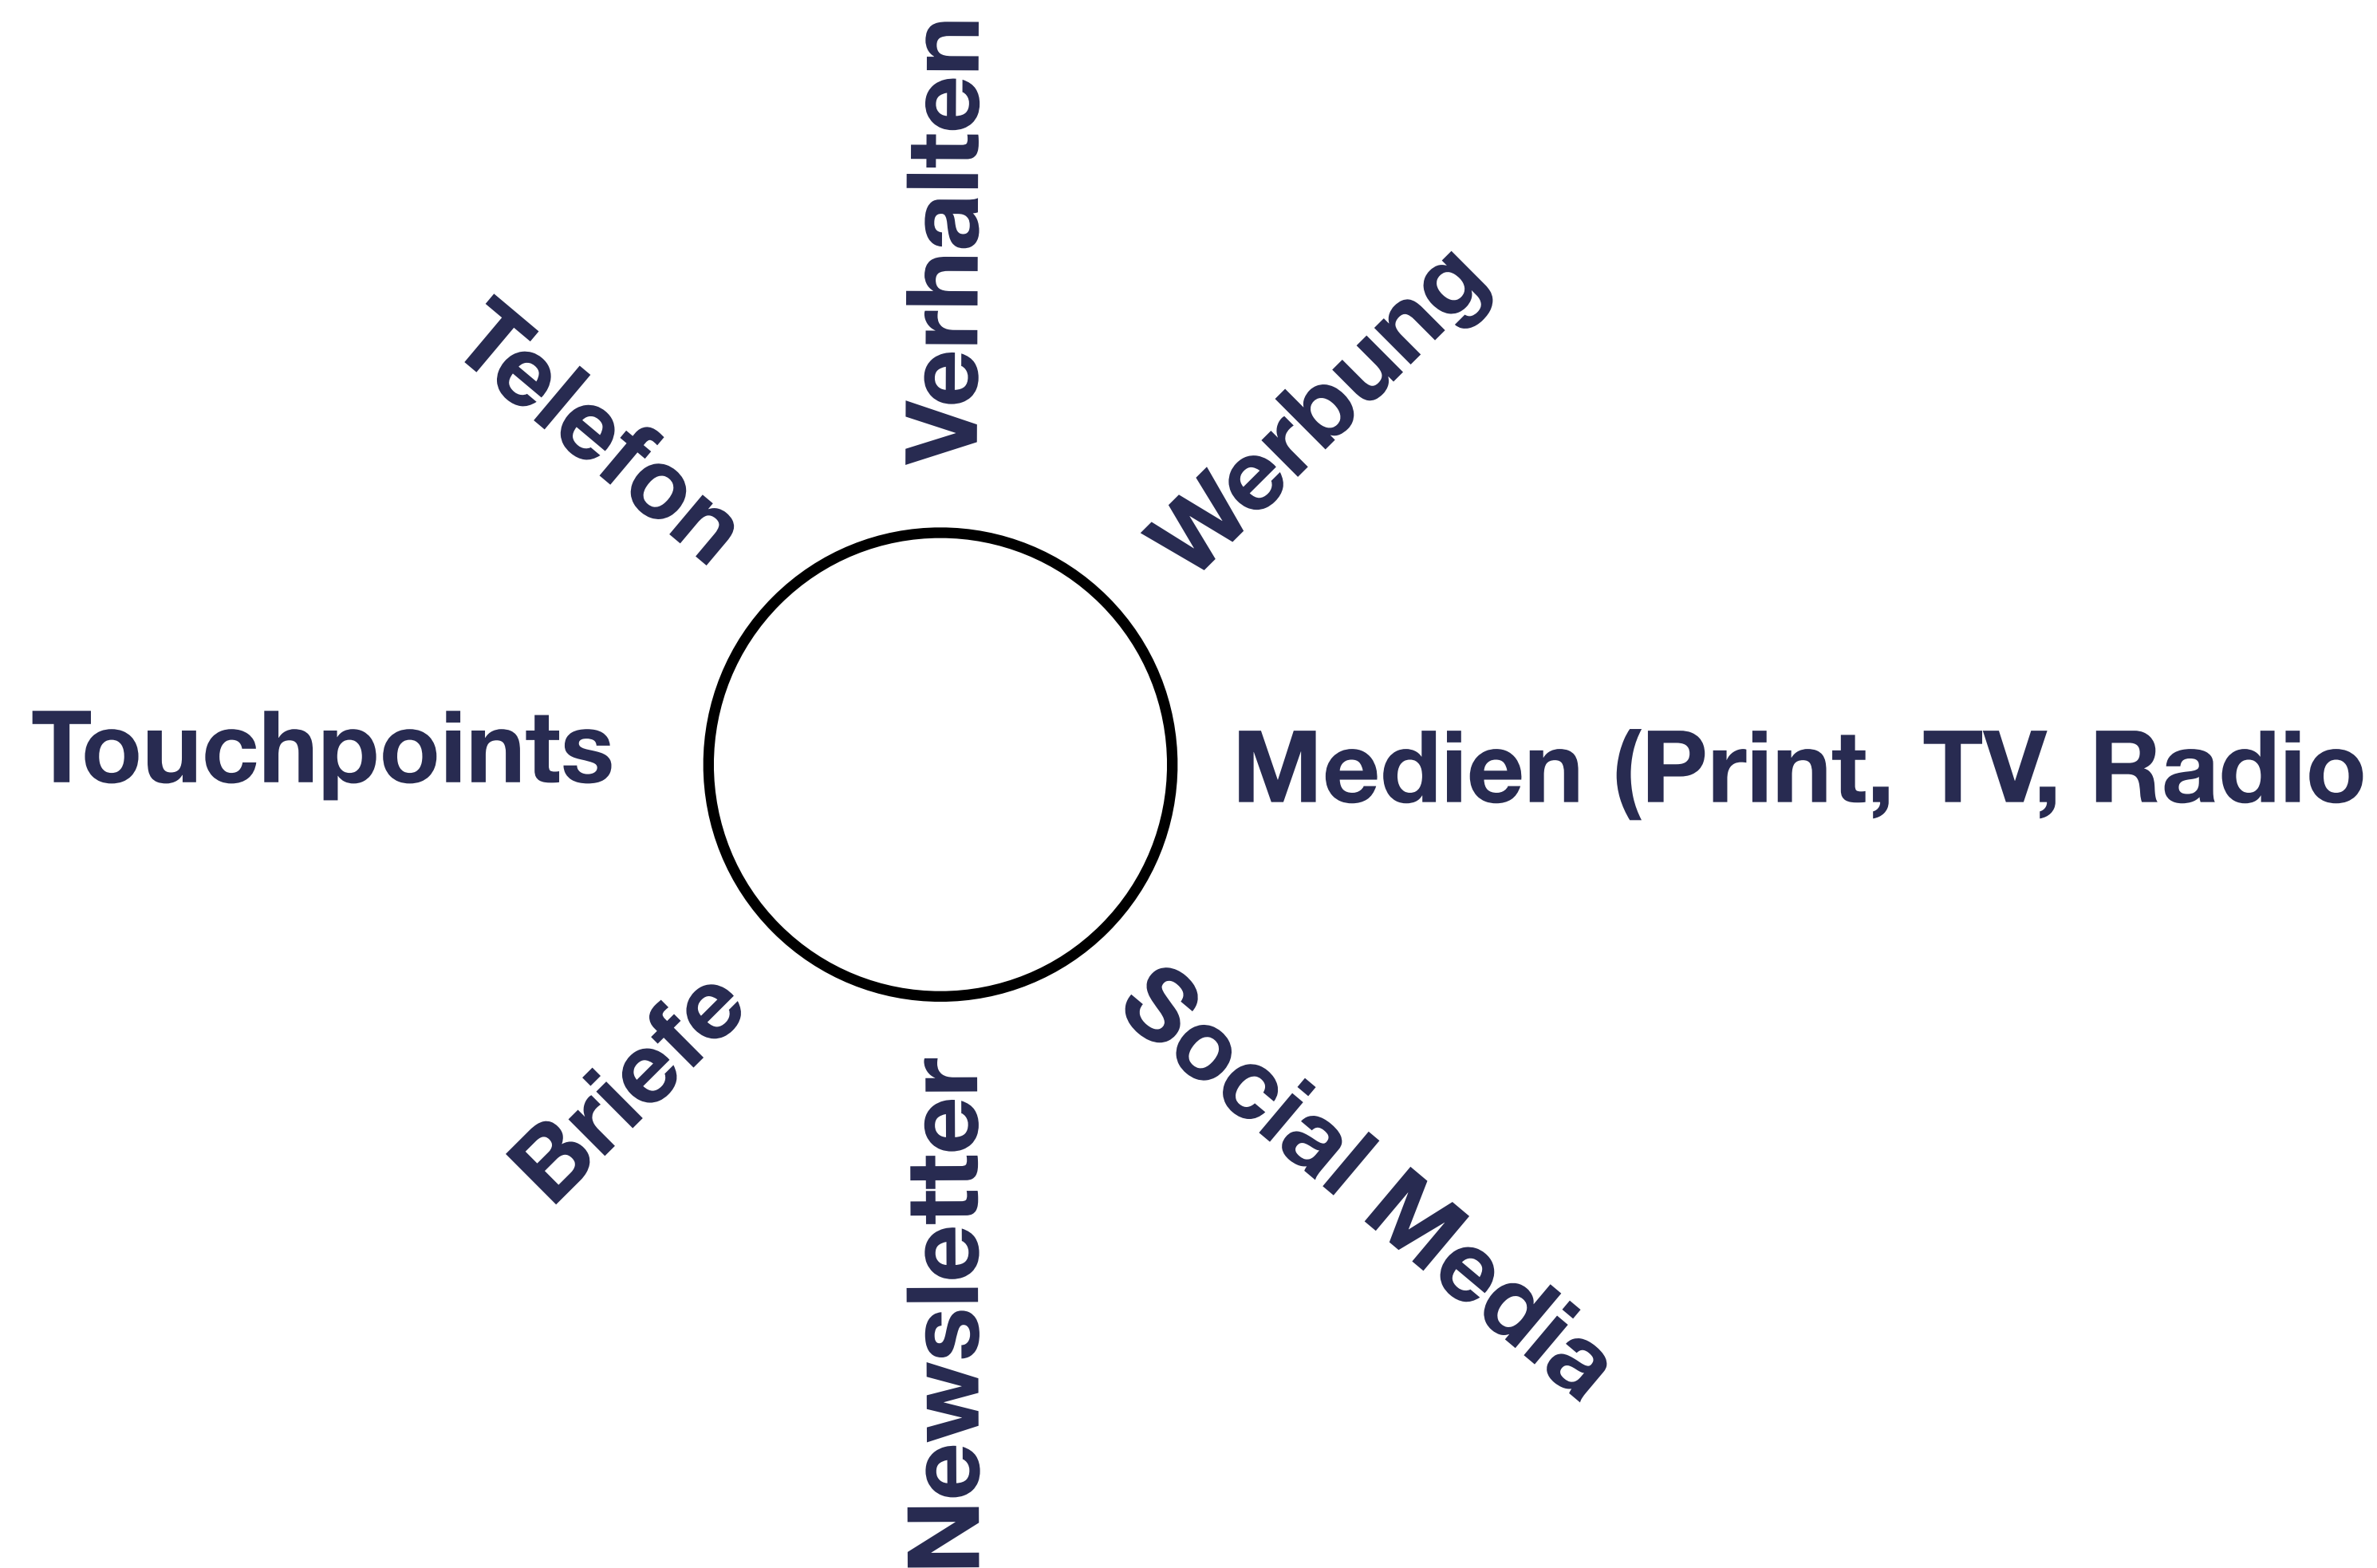 Verhalten
Werbung
Telefon
Touchpoints
Medien (Print, TV, Radio
Briefe
Social Media
Newsletter